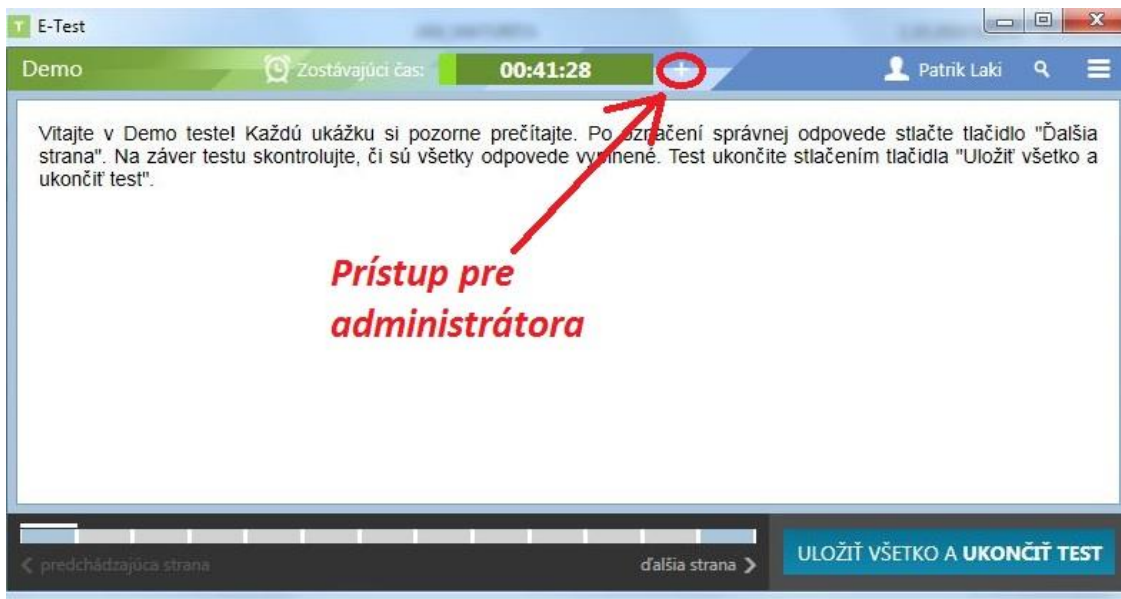 E-Test
Demo
Zostávajúci čas:
00:41:28
+
Patrik Laki
Vitajte v Demo teste! Každú ukážku si pozorne prečítajte. Po označení správnej odpovede stlačte tlačidlo "Ďalšia
strana". Na záver testu skontrolujte, či sú všetky odpovede vyplnené. Test ukončite stlačením tlačidla "Uložiť všetko a
ukončiť test".
Prístup pre
administrátora
predchádzajúca strana
ďalšia strana
ULOŽIŤ VŠETKO A UKONČIŤ TEST